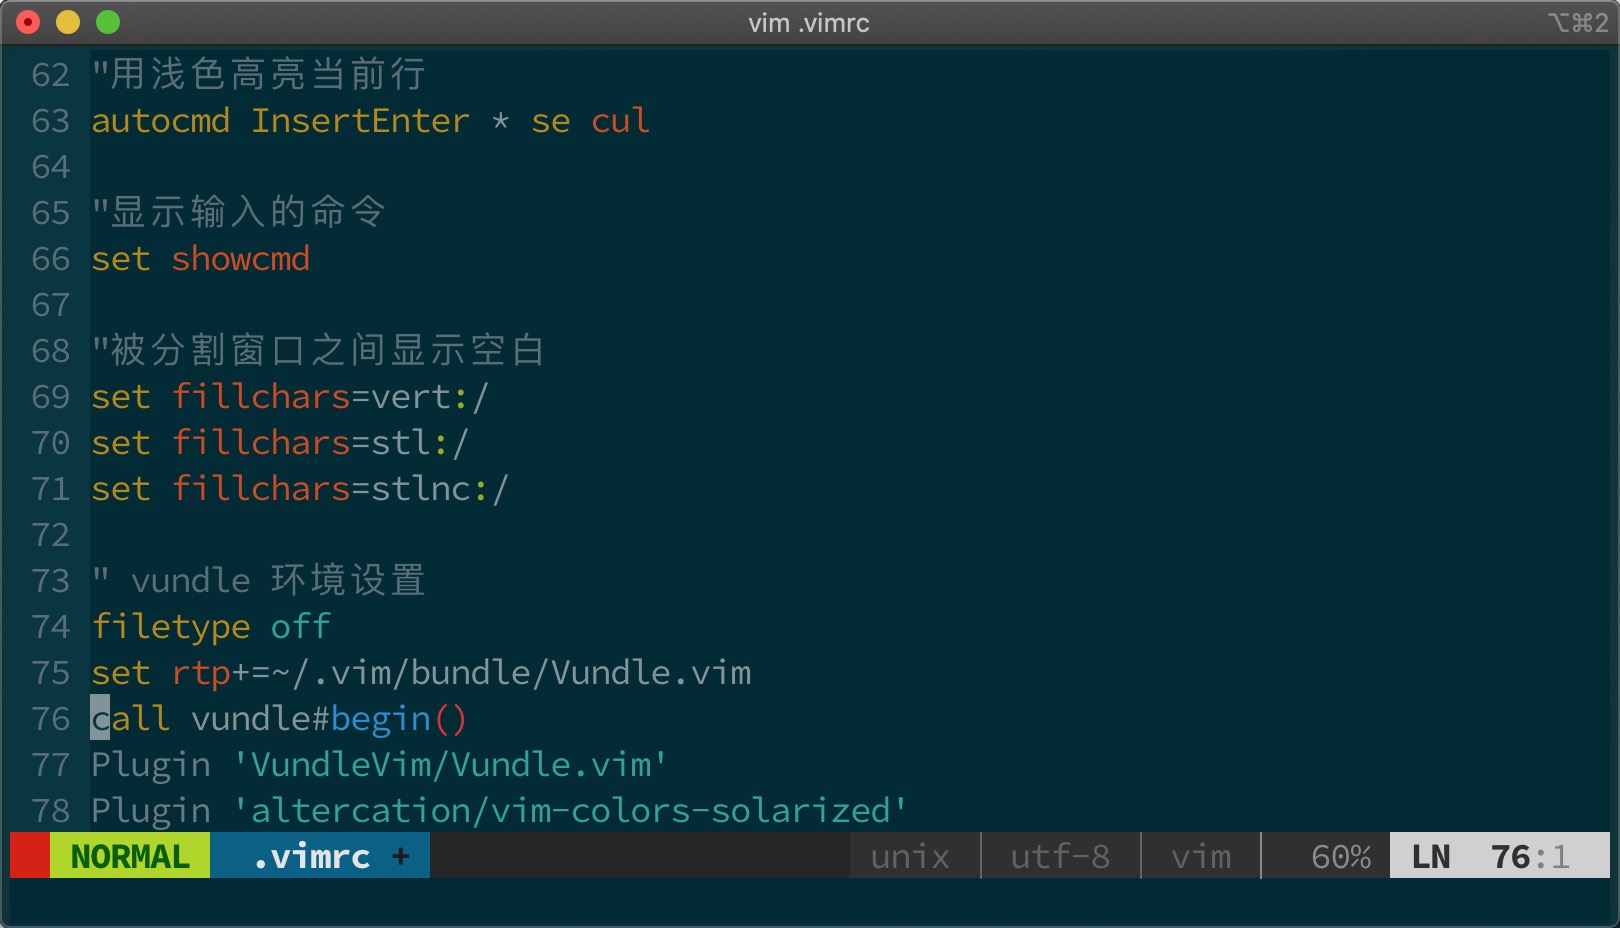 vim .vimrc ⌥⌘2
62 "用浅色高亮当前行
63 autocmd InsertEnter * se cul
64
65 "显示输入的命令
66 set showcmd
67
68 "被分割窗口之间显示空白
69 set fillchars=vert:/
70 set fillchars=stl:/
71 set fillchars=stlnc:/
72
73 " vundle 环境设置
74 filetype off
75 set rtp+=~/.vim/bundle/Vundle.vim
76 call vundle#begin()
77 Plugin 'VundleVim/Vundle.vim'
78 Plugin 'altercation/vim-colors-solarized'
NORMAL .vimrc + unix utf-8 vim 60% LN 76:1